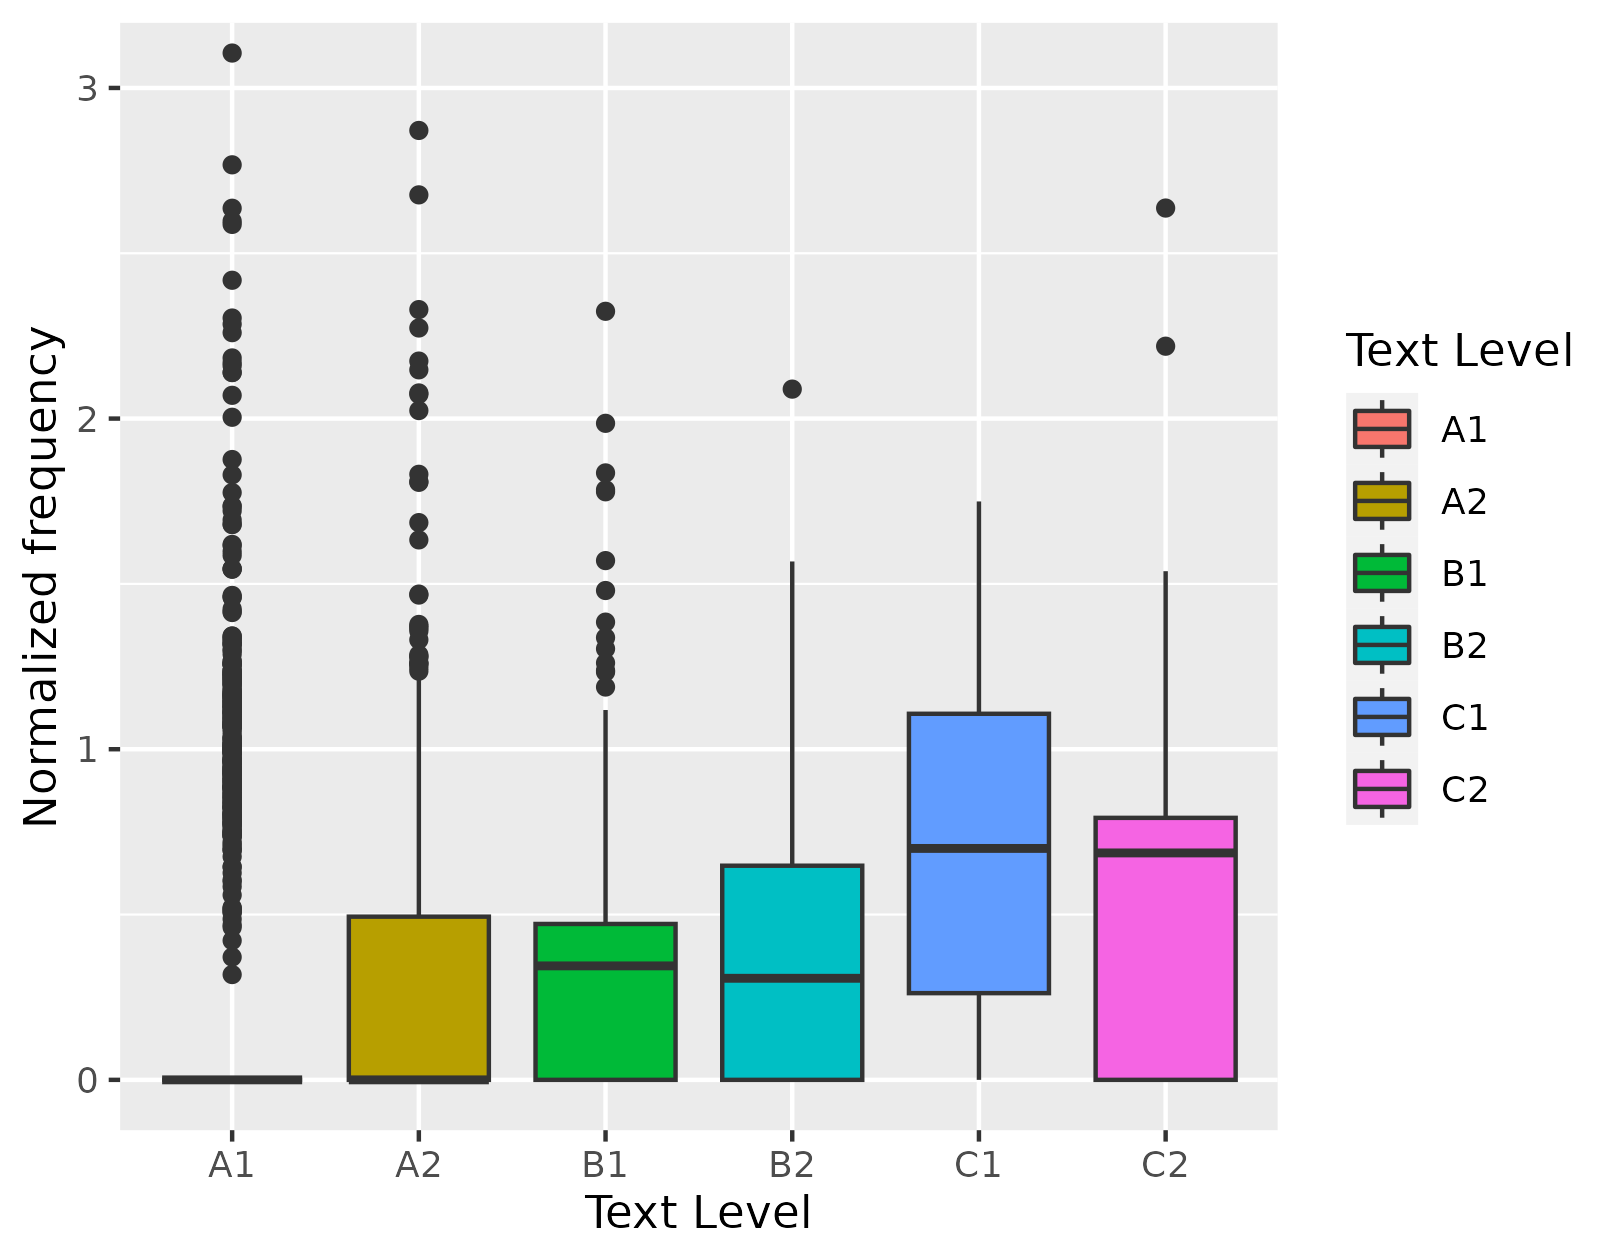 Normalized frequency
3
2
1
0
A1 A2 B1 B2 C1 C2
Text Level
Text Level
A1
A2
B1
B2
C1
C2